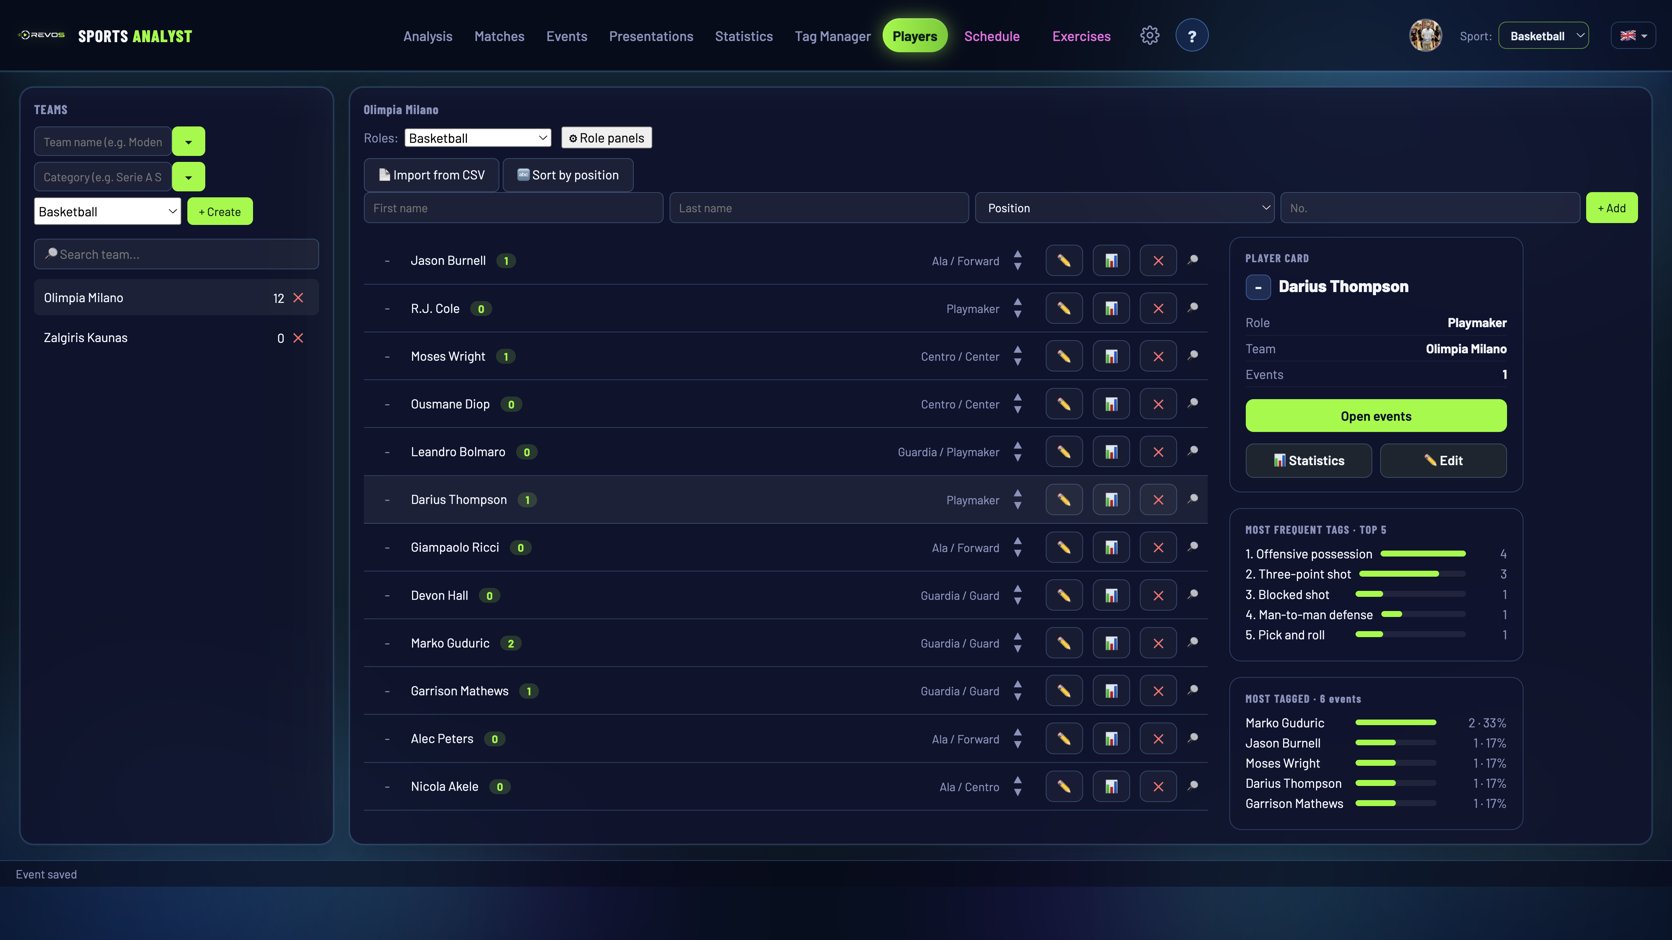 REVOS SPORTS ANALYST
Analysis Matches Events Presentations Statistics Tag Manager Players Schedule Exercises ? Sport: Basketball
TEAMS
Team name (e.g. Moden
Category (e.g. Serie A S
Basketball + Create
Search team...
Olimpia Milano 12
Zalgiris Kaunas 0
Olimpia Milano
Roles: Basketball Role panels
Import from CSV Sort by position
First name Last name Position No. + Add
- Jason Burnell 1 Ala / Forward
- R.J. Cole 0 Playmaker
- Moses Wright 1 Centro / Center
- Ousmane Diop 0 Centro / Center
- Leandro Bolmaro 0 Guardia / Playmaker
- Darius Thompson 1 Playmaker
- Giampaolo Ricci 0 Ala / Forward
- Devon Hall 0 Guardia / Guard
- Marko Guduric 2 Guardia / Guard
- Garrison Mathews 1 Guardia / Guard
- Alec Peters 0 Ala / Forward
- Nicola Akele 0 Ala / Centro
PLAYER CARD
- Darius Thompson
Role Playmaker
Team Olimpia Milano
Events 1
Open events
Statistics Edit
MOST FREQUENT TAGS · TOP 5
1. Offensive possession 4
2. Three-point shot 3
3. Blocked shot 1
4. Man-to-man defense 1
5. Pick and roll 1
MOST TAGGED · 6 events
Marko Guduric 2 · 33%
Jason Burnell 1 · 17%
Moses Wright 1 · 17%
Darius Thompson 1 · 17%
Garrison Mathews 1 · 17%
Event saved